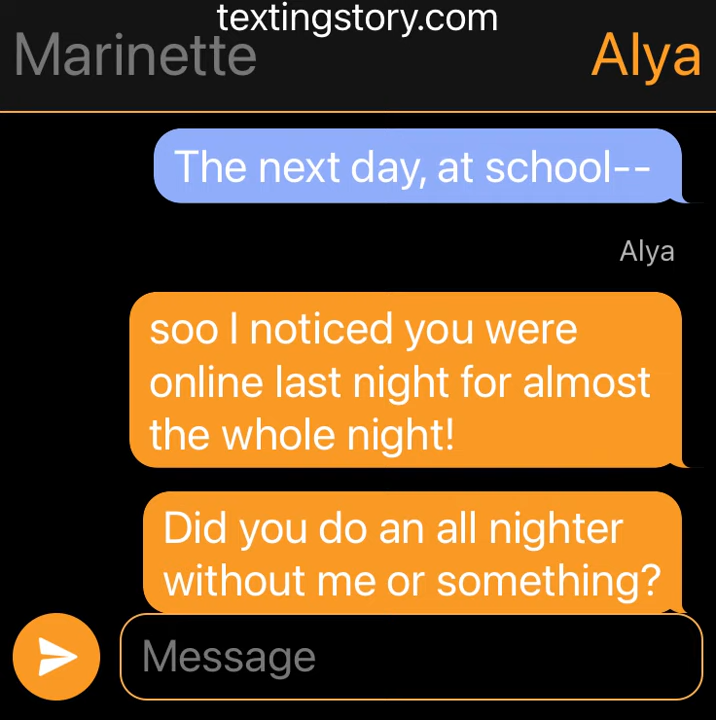 textingstory.com
Marinette
Alya
The next day, at school--
Alya
soo I noticed you were
online last night for almost
the whole night!
Did you do an all nighter
without me or something?
Message